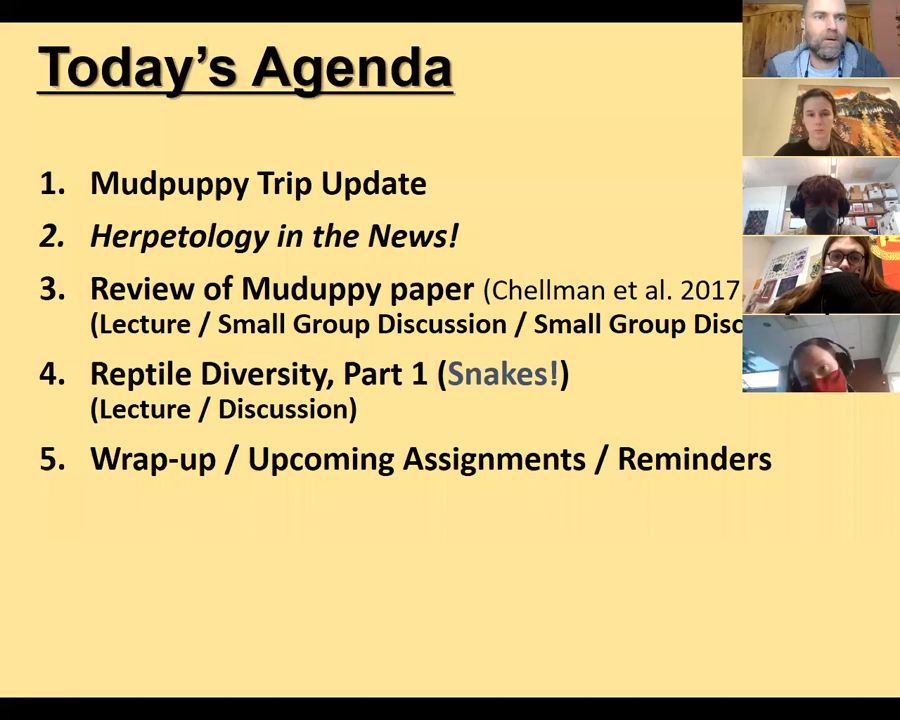 Today’s Agenda
1. Mudpuppy Trip Update
2. Herpetology in the News!
3. Review of Muduppy paper (Chellman et al. 2017
(Lecture / Small Group Discussion / Small Group
4. Reptile Diversity, Part 1 (Snakes!)
(Lecture / Discussion)
5. Wrap-up / Upcoming Assignments / Reminders